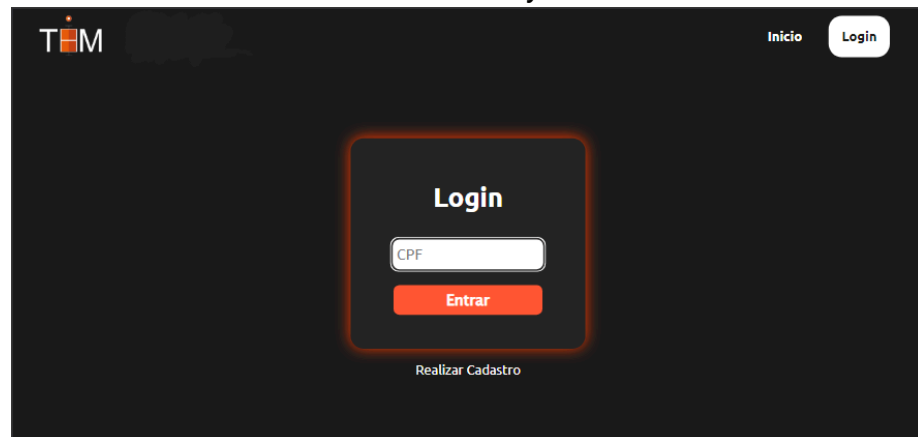 THM
Inicio
Login
Login
CPF
Entrar
Realizar Cadastro